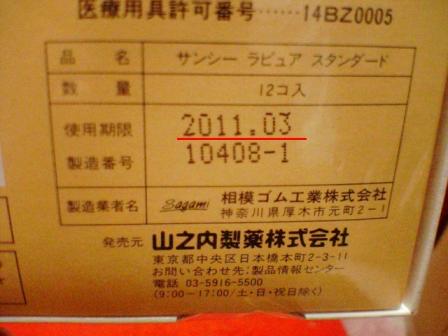 医療用具許可番号……14BZ0005
品名 サンシー ラピュア スタンダード
数量 12コ入
使用期限 2011.03
製造番号 10408-1
製造業者名 Sagami 相模ゴム工業株式会社
神奈川県厚木市元町2-1
発売元 山之内製薬株式会社
東京都中央区日本橋本町2-3-11
お問い合わせ先:製品情報センター
電話 03-5916-5500
(9:00-17:00/土・日・祝日除く)